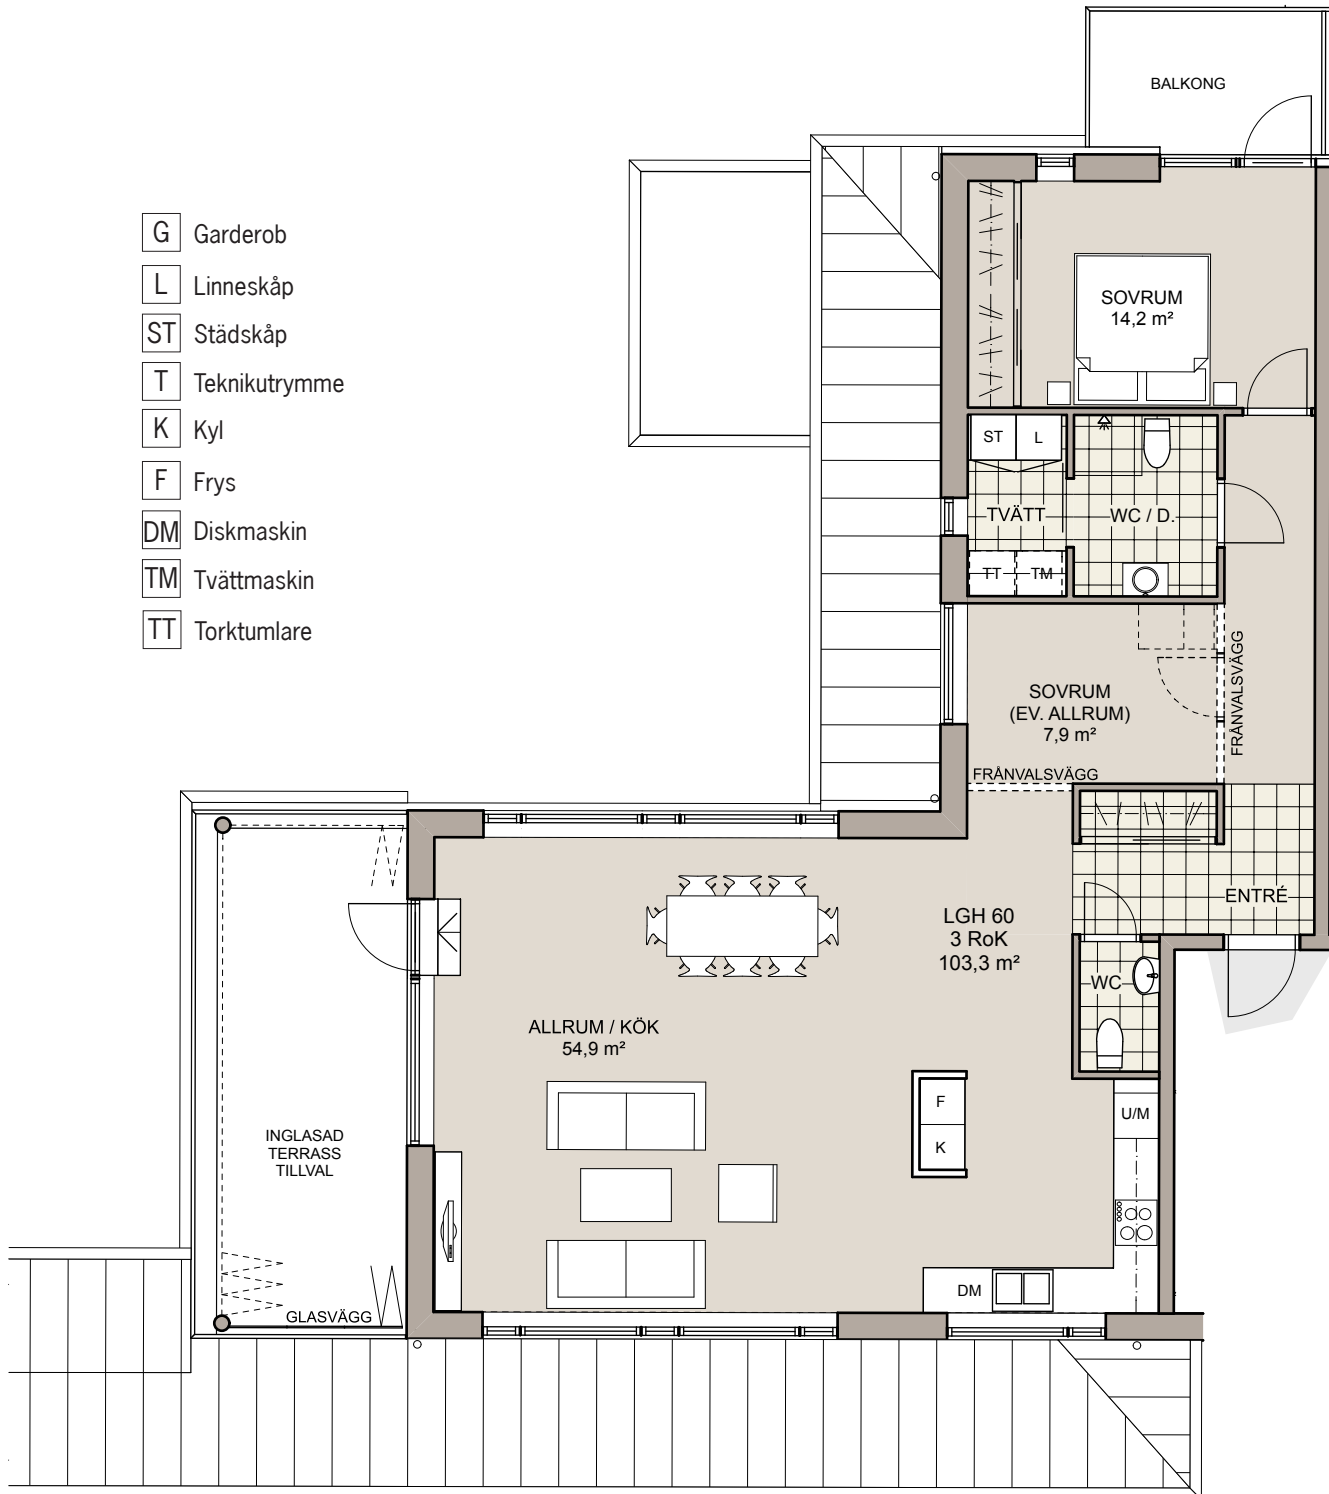 BALKONG
G Garderob
L Linneskåp
ST Städskåp
T Teknikutrymme
K Kyl
F Frys
DM Diskmaskin
TM Tvättmaskin
TT Torktumlare
SOVRUM
14,2 m²
ST L
TVÄTT WC / D.
TT TM
FRÅNVALSVÄGG
SOVRUM
(EV. ALLRUM)
7,9 m²
FRÅNVALSVÄGG
ENTRÉ
LGH 60
3 RoK
103,3 m²
WC
ALLRUM / KÖK
54,9 m²
F
K
U/M
INGLASAD
TERRASS
TILLVAL
DM
GLASVÄGG